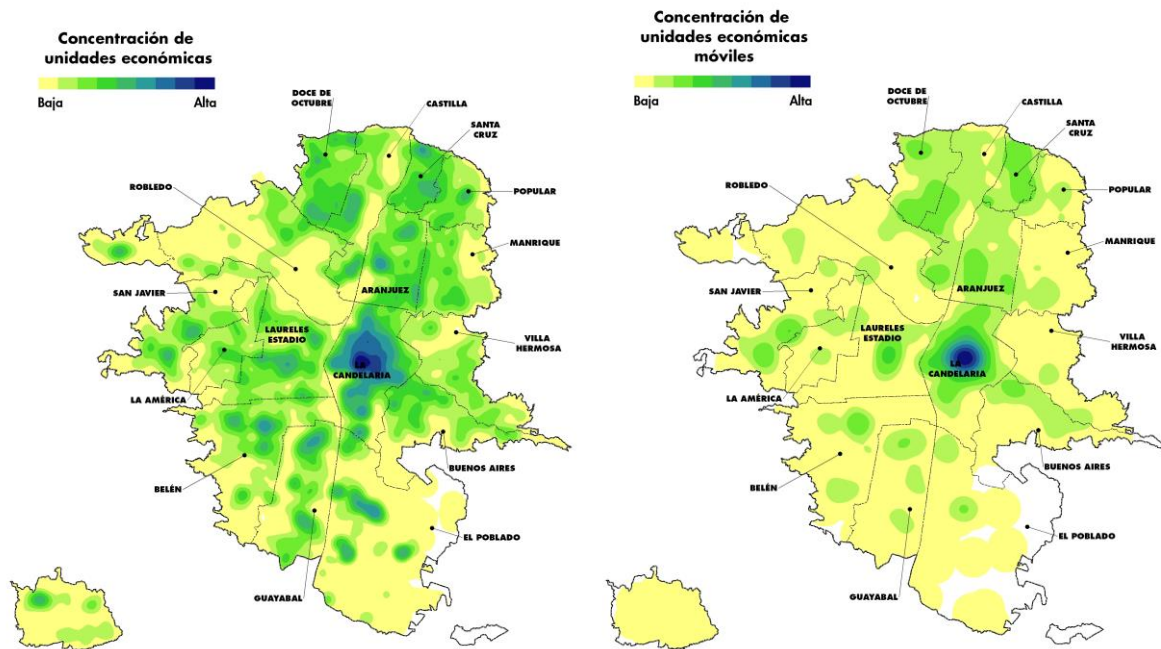 Concentración de
unidades económicas
Baja
Alta
DOCE DE
OCTUBRE
CASTILLA
SANTA
CRUZ
ROBLEDO
POPULAR
MANRIQUE
SAN JAVIER
ARANJUEZ
LAURELES
ESTADIO
VILLA
HERMOSA
LA
CANDELARIA
LA AMÉRICA
BUENOS AIRES
BELÉN
EL POBLADO
GUAYABAL
Concentración de
unidades económicas
móviles
Baja
Alta
DOCE DE
OCTUBRE
CASTILLA
SANTA
CRUZ
ROBLEDO
POPULAR
MANRIQUE
SAN JAVIER
ARANJUEZ
LAURELES
ESTADIO
VILLA
HERMOSA
LA
CANDELARIA
LA AMÉRICA
BUENOS AIRES
BELÉN
EL POBLADO
GUAYABAL